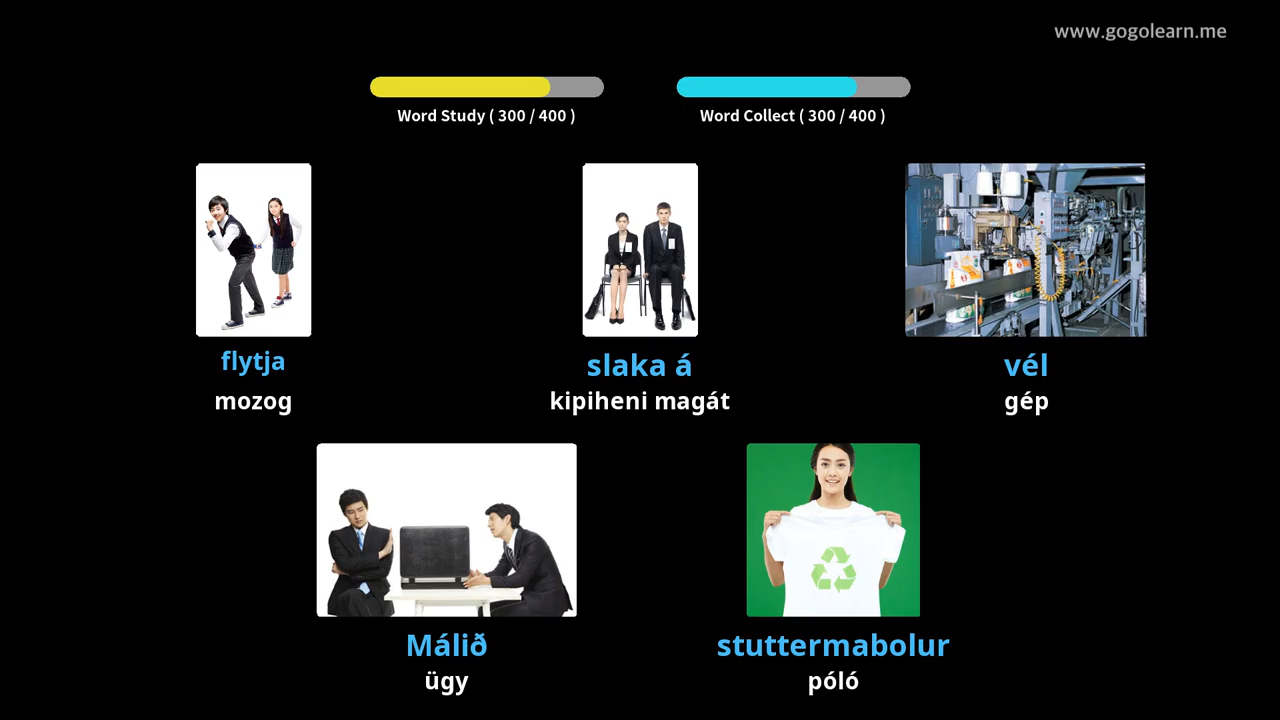 www.gogolearn.me
Word Study ( 300 / 400 )
Word Collect ( 300 / 400 )
flytja
mozog
slaka á
kipiheni magát
vél
gép
Málið
ügy
stuttermabolur
póló